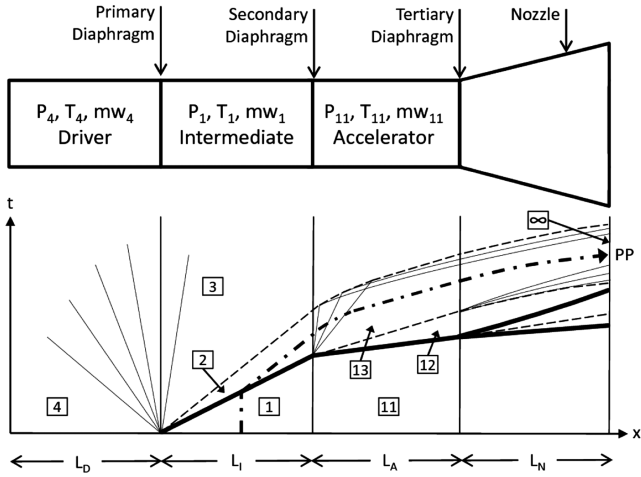 Primary
Diaphragm
Secondary
Diaphragm
Tertiary
Diaphragm
Nozzle
P4, T4, mw4
Driver
P1, T1, mw1
Intermediate
P11, T11, mw11
Accelerator
t
∞
PP
3
2
13
12
4
1
11
x
LD
LI
LA
LN